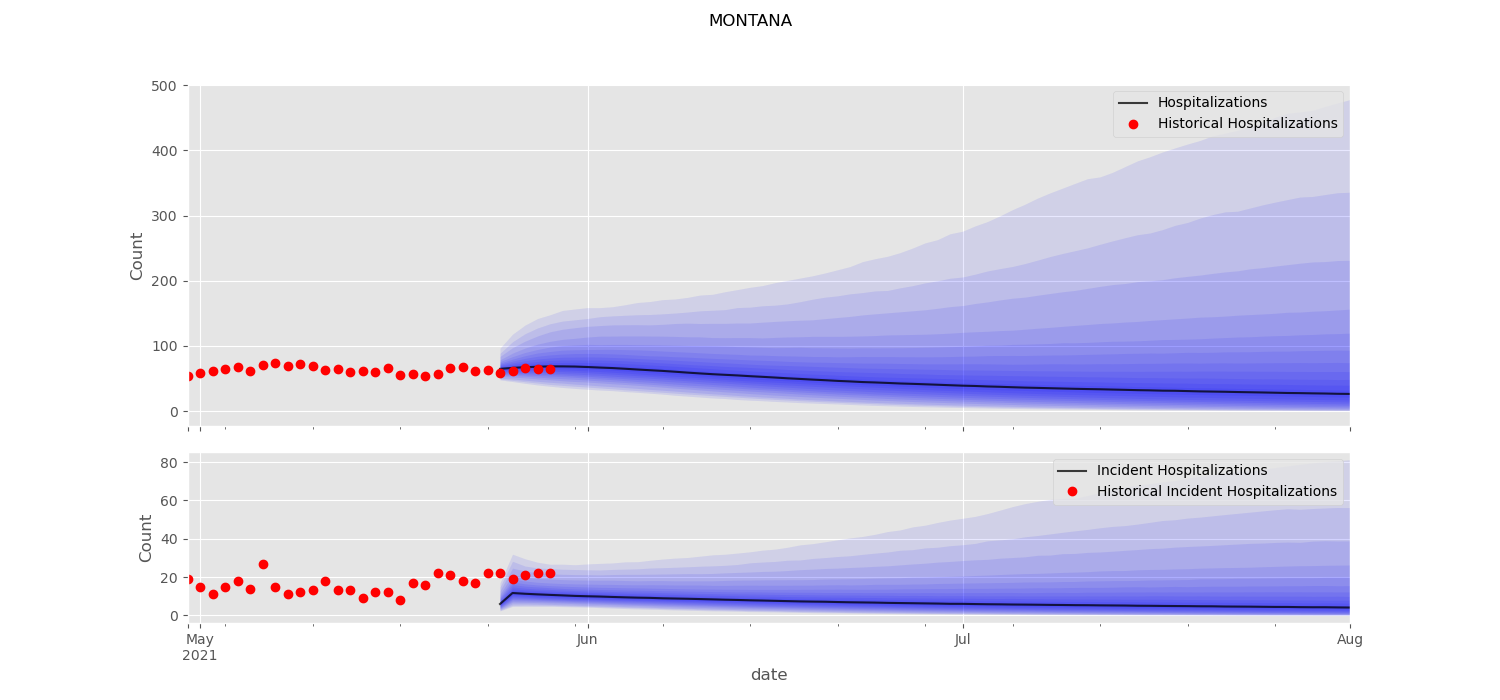 MONTANA
500
400
300
200
100
0
Count
Hospitalizations
Historical Hospitalizations
80
60
40
20
0
Count
Incident Hospitalizations
Historical Incident Hospitalizations
May
2021
Jun
Jul
Aug
date